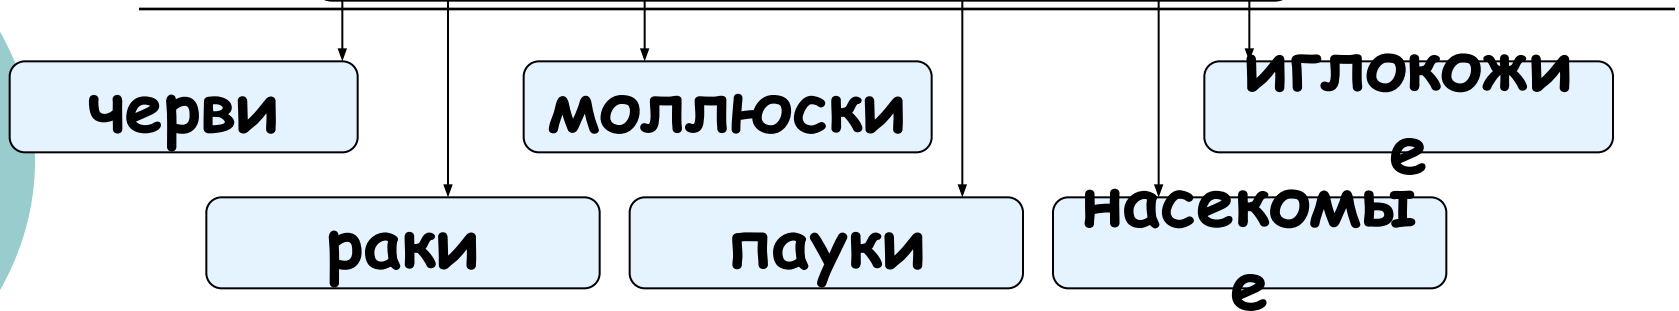 черви
моллюски
иглокожи
е
раки
пауки
насекомы
е